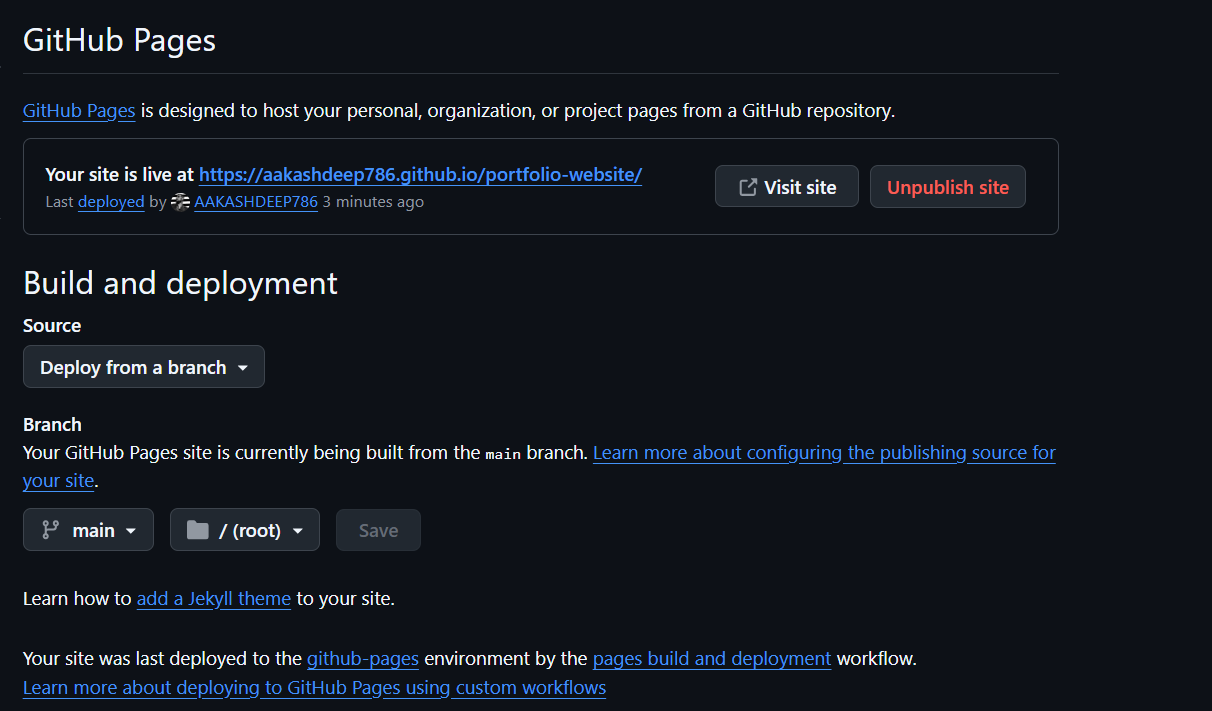 GitHub Pages
GitHub Pages is designed to host your personal, organization, or project pages from a GitHub repository.
Your site is live at https://aakashdeep786.github.io/portfolio-website/
Last deployed by AAKASHDEEP786 3 minutes ago
Visit site
Unpublish site
Build and deployment
Source
Deploy from a branch
Branch
Your GitHub Pages site is currently being built from the main branch. Learn more about configuring the publishing source for
your site.
main
/ (root)
Save
Learn how to add a Jekyll theme to your site.
Your site was last deployed to the github-pages environment by the pages build and deployment workflow.
Learn more about deploying to GitHub Pages using custom workflows